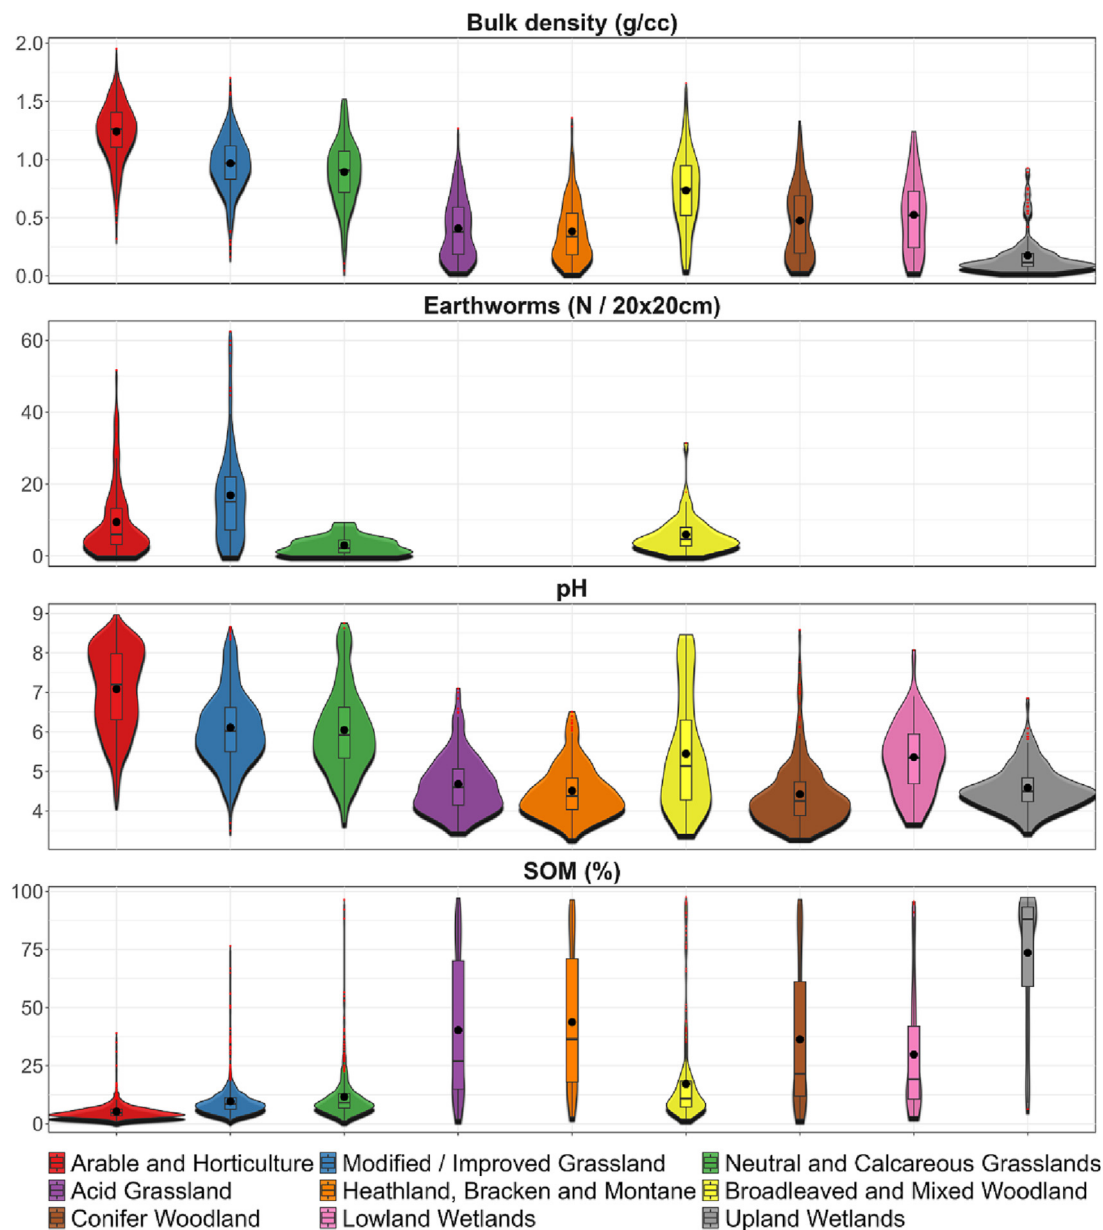 Bulk density (g/cc)
2.0
1.5
1.0
0.5
0.0
Earthworms (N / 20x20cm)
60
40
20
0
pH
9
8
7
6
5
4
SOM (%)
100
75
50
25
0
Arable and Horticulture Modified / Improved Grassland Neutral and Calcareous Grasslands
Acid Grassland Heathland, Bracken and Montane Broadleaved and Mixed Woodland
Conifer Woodland Lowland Wetlands Upland Wetlands